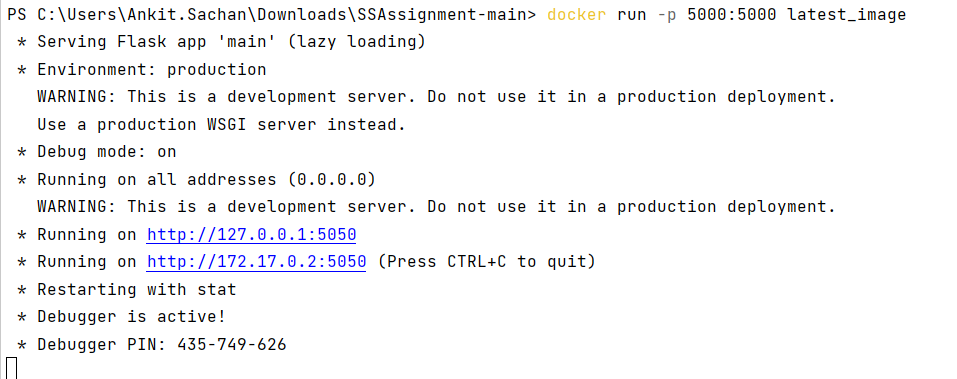 PS C:\Users\Ankit.Sachan\Downloads\SSAssignment-main> docker run -p 5000:5000 latest_image
* Serving Flask app 'main' (lazy loading)
* Environment: production
WARNING: This is a development server. Do not use it in a production deployment.
Use a production WSGI server instead.
* Debug mode: on
* Running on all addresses (0.0.0.0)
WARNING: This is a development server. Do not use it in a production deployment.
* Running on http://127.0.0.1:5050
* Running on http://172.17.0.2:5050 (Press CTRL+C to quit)
* Restarting with stat
* Debugger is active!
* Debugger PIN: 435-749-626